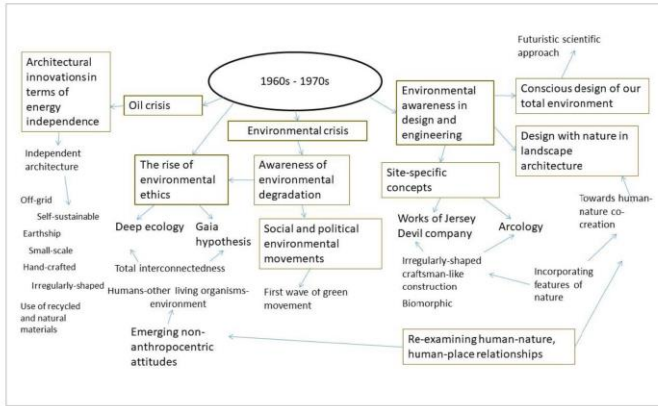 Futuristic scientific
approach
Architectural
innovations in
terms of
energy
independence
1960s - 1970s
Environmental
awareness in
design and
engineering
Conscious design of our
total environment
Oil crisis
Environmental crisis
Design with nature in
landscape
architecture
Independent
architecture
The rise of
environmental
ethics
Awareness of
environmental
degradation
Site-specific
concepts
Off-grid
Self-sustainable
Earthship
Small-scale
Hand-crafted
Irregularly-shaped
Use of recycled
and natural
materials
Deep ecology
Gaia
hypothesis
Social and political
environmental
movements
Works of Jersey
Devil company
Arcology
Towards human-
nature co-
creation
Total interconnectedness
Humans-other living organisms-
environment
First wave of green
movement
Irregularly-shaped
craftsman-like
construction
Biomorphic
Incorporating
features of
nature
Emerging non-
anthropocentric
attitudes
Re-examining human-nature,
human-place relationships